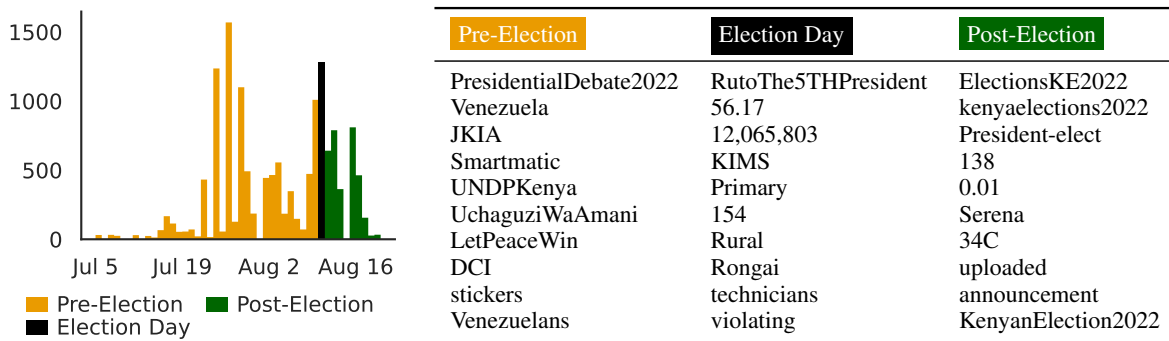 1500
1000
500
0
Jul 5 Jul 19 Aug 2 Aug 16
Pre-Election Post-Election
Election Day
Pre-Election Election Day Post-Election
PresidentialDebate2022 RutoThe5THPresident ElectionsKE2022
Venezuela 56.17 kenyaelections2022
JKIA 12,065,803 President-elect
Smartmatic KIMS 138
UNDPKenya Primary 0.01
UchaguziWaAmani 154 Serena
LetPeaceWin Rural 34C
DCI Rongai uploaded
stickers technicians announcement
Venezuelans violating KenyanElection2022